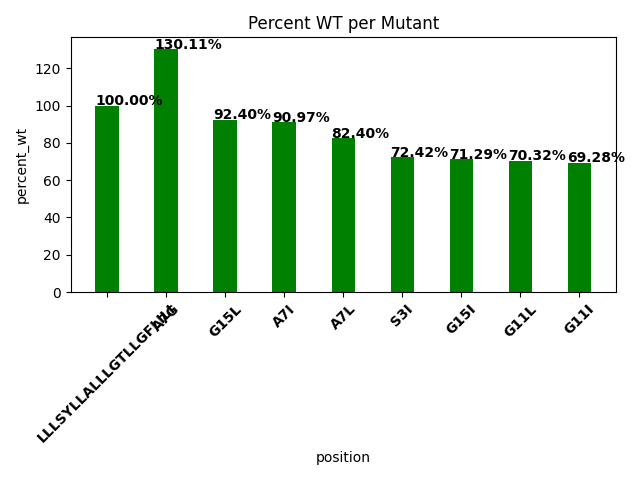 Percent WT per Mutant
percent_wt
120
100
80
60
40
20
0
100.00%
130.11%
92.40%
90.97%
82.40%
72.42%
71.29%
70.32%
69.28%
A7G
G15L
A7I
A7L
S3I
G15I
G11L
G11I
position